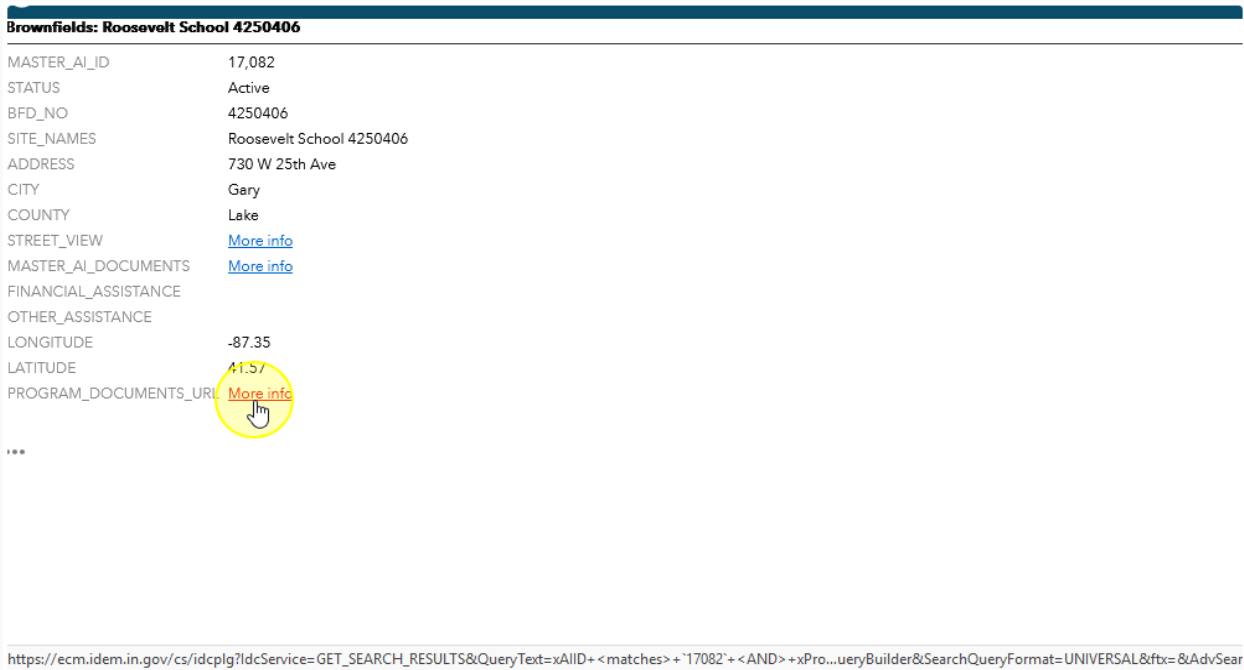 Brownfields: Roosevelt School 4250406
MASTER_AI_ID 17,082
STATUS Active
BFD_NO 4250406
SITE_NAMES Roosevelt School 4250406
ADDRESS 730 W 25th Ave
CITY Gary
COUNTY Lake
STREET_VIEW More info
MASTER_AI_DOCUMENTS More info
FINANCIAL_ASSISTANCE
OTHER_ASSISTANCE
LONGITUDE -87.35
LATITUDE 41.57
PROGRAM_DOCUMENTS_URL More info
https://ecm.idem.in.gov/cs/idcplg?IdcService=GET_SEARCH_RESULTS&QueryText=xAIID+<matches>+`17082`+<AND>+xPro...ueryBuilder&SearchQueryFormat=UNIVERSAL&ftx=&AdvSear